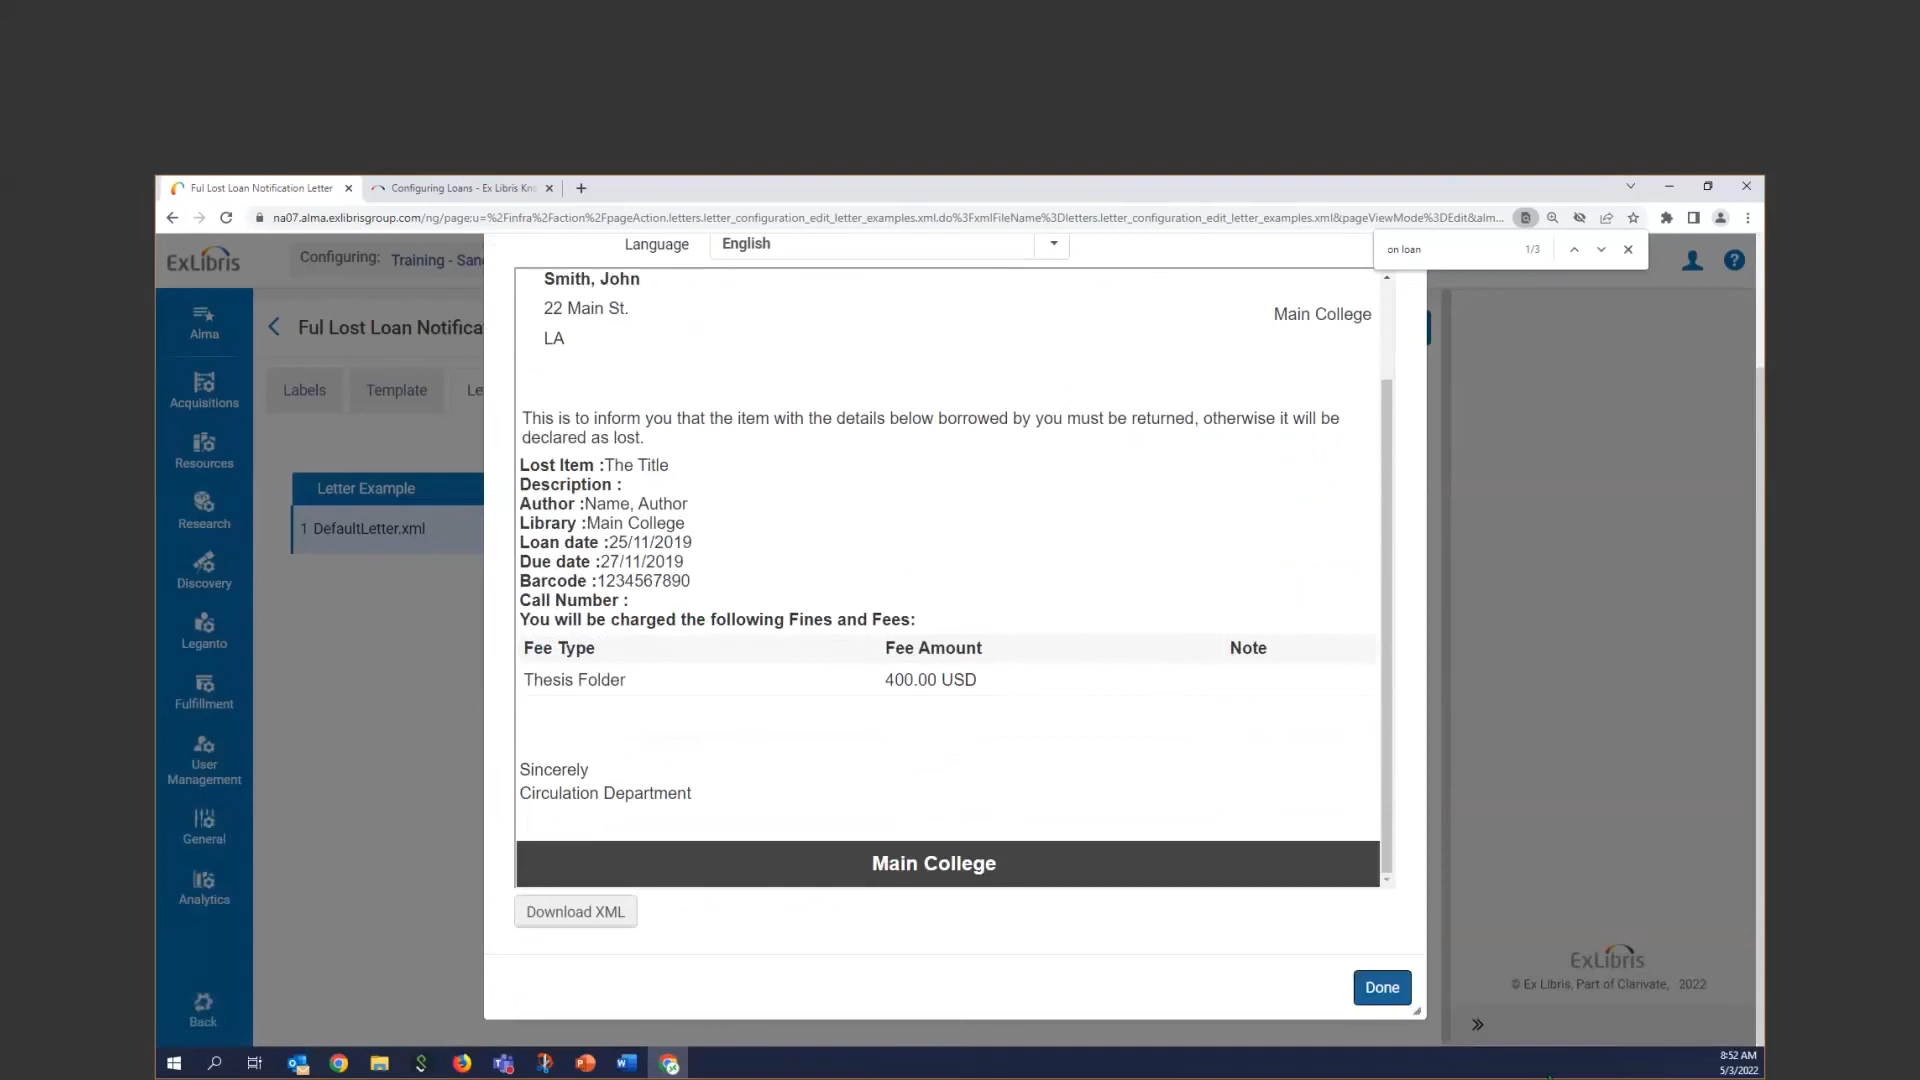 Ful Lost Loan Notification Letter
Configuring Loans - Ex Libris Kno
na07.alma.exlibrisgroup.com/ng/page;u=%2Finfra%2Faction%2FpageAction.letters.letter_configuration_edit_letter_examples.xml.do%3FxmlFileName%3Dletters.letter_configuration_edit_letter_examples.xml&pageViewMode%3DEdit&alm...
on loan 1/3
ExLibris
Configuring: Training - San
Language English
Alma
Acquisitions
Resources
Research
Discovery
Leganto
Fulfillment
User
Management
General
Analytics
Back
Ful Lost Loan Notifica
Labels Template Le
Letter Example
1 DefaultLetter.xml
Smith, John
22 Main St.
LA
Main College
This is to inform you that the item with the details below borrowed by you must be returned, otherwise it will be
declared as lost.
Lost Item :The Title
Description :
Author :Name, Author
Library :Main College
Loan date :25/11/2019
Due date :27/11/2019
Barcode :1234567890
Call Number :
You will be charged the following Fines and Fees:
Fee Type Fee Amount Note
Thesis Folder 400.00 USD
Sincerely
Circulation Department
Main College
Download XML
Done
ExLibris
© Ex Libris, Part of Clarivate, 2022
8:52 AM
5/3/2022